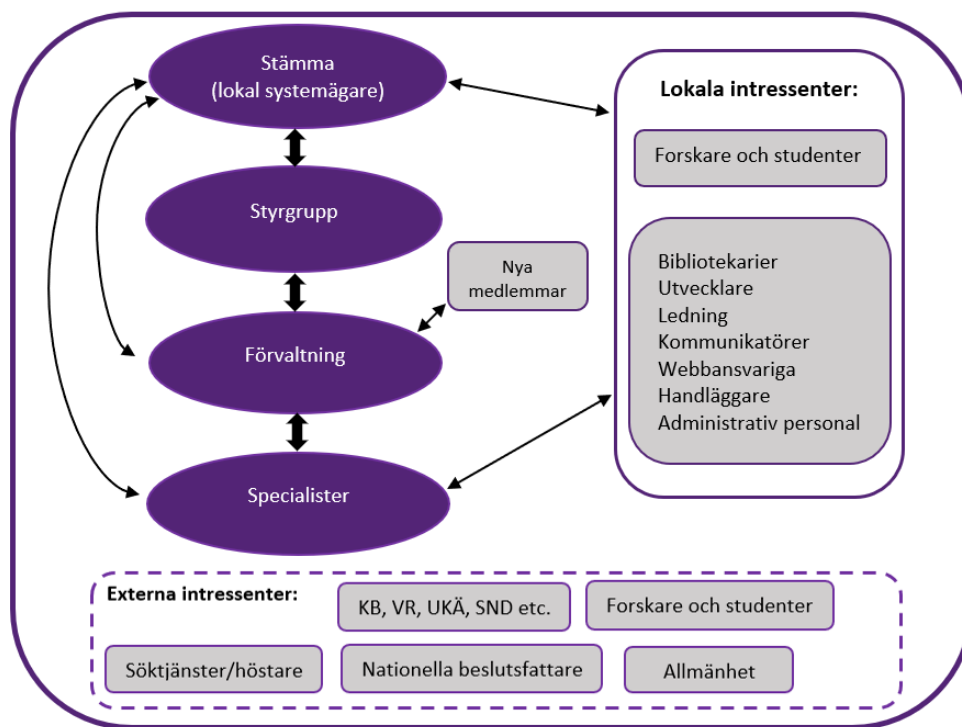 Stämma
(lokal systemägare)
Styrgrupp
Nya
medlemmar
Förvaltning
Specialister
Lokala intressenter:
Forskare och studenter
Bibliotekarier
Utvecklare
Ledning
Kommunikatörer
Webbansvariga
Handläggare
Administrativ personal
Externa intressenter:
KB, VR, UKÄ, SND etc.
Forskare och studenter
Söktjänster/höstare
Nationella beslutsfattare
Allmänhet